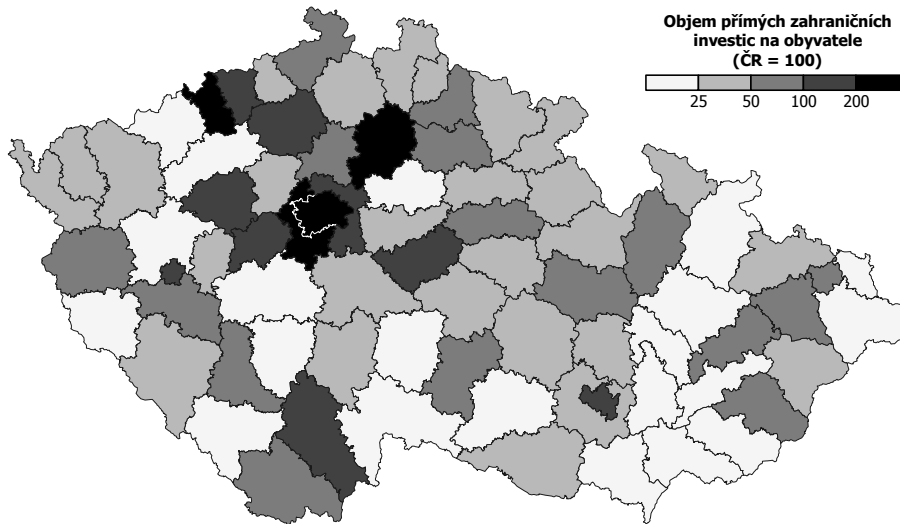 Objem přímých zahraničních
investic na obyvatele
(ČR = 100)
25 50 100 200